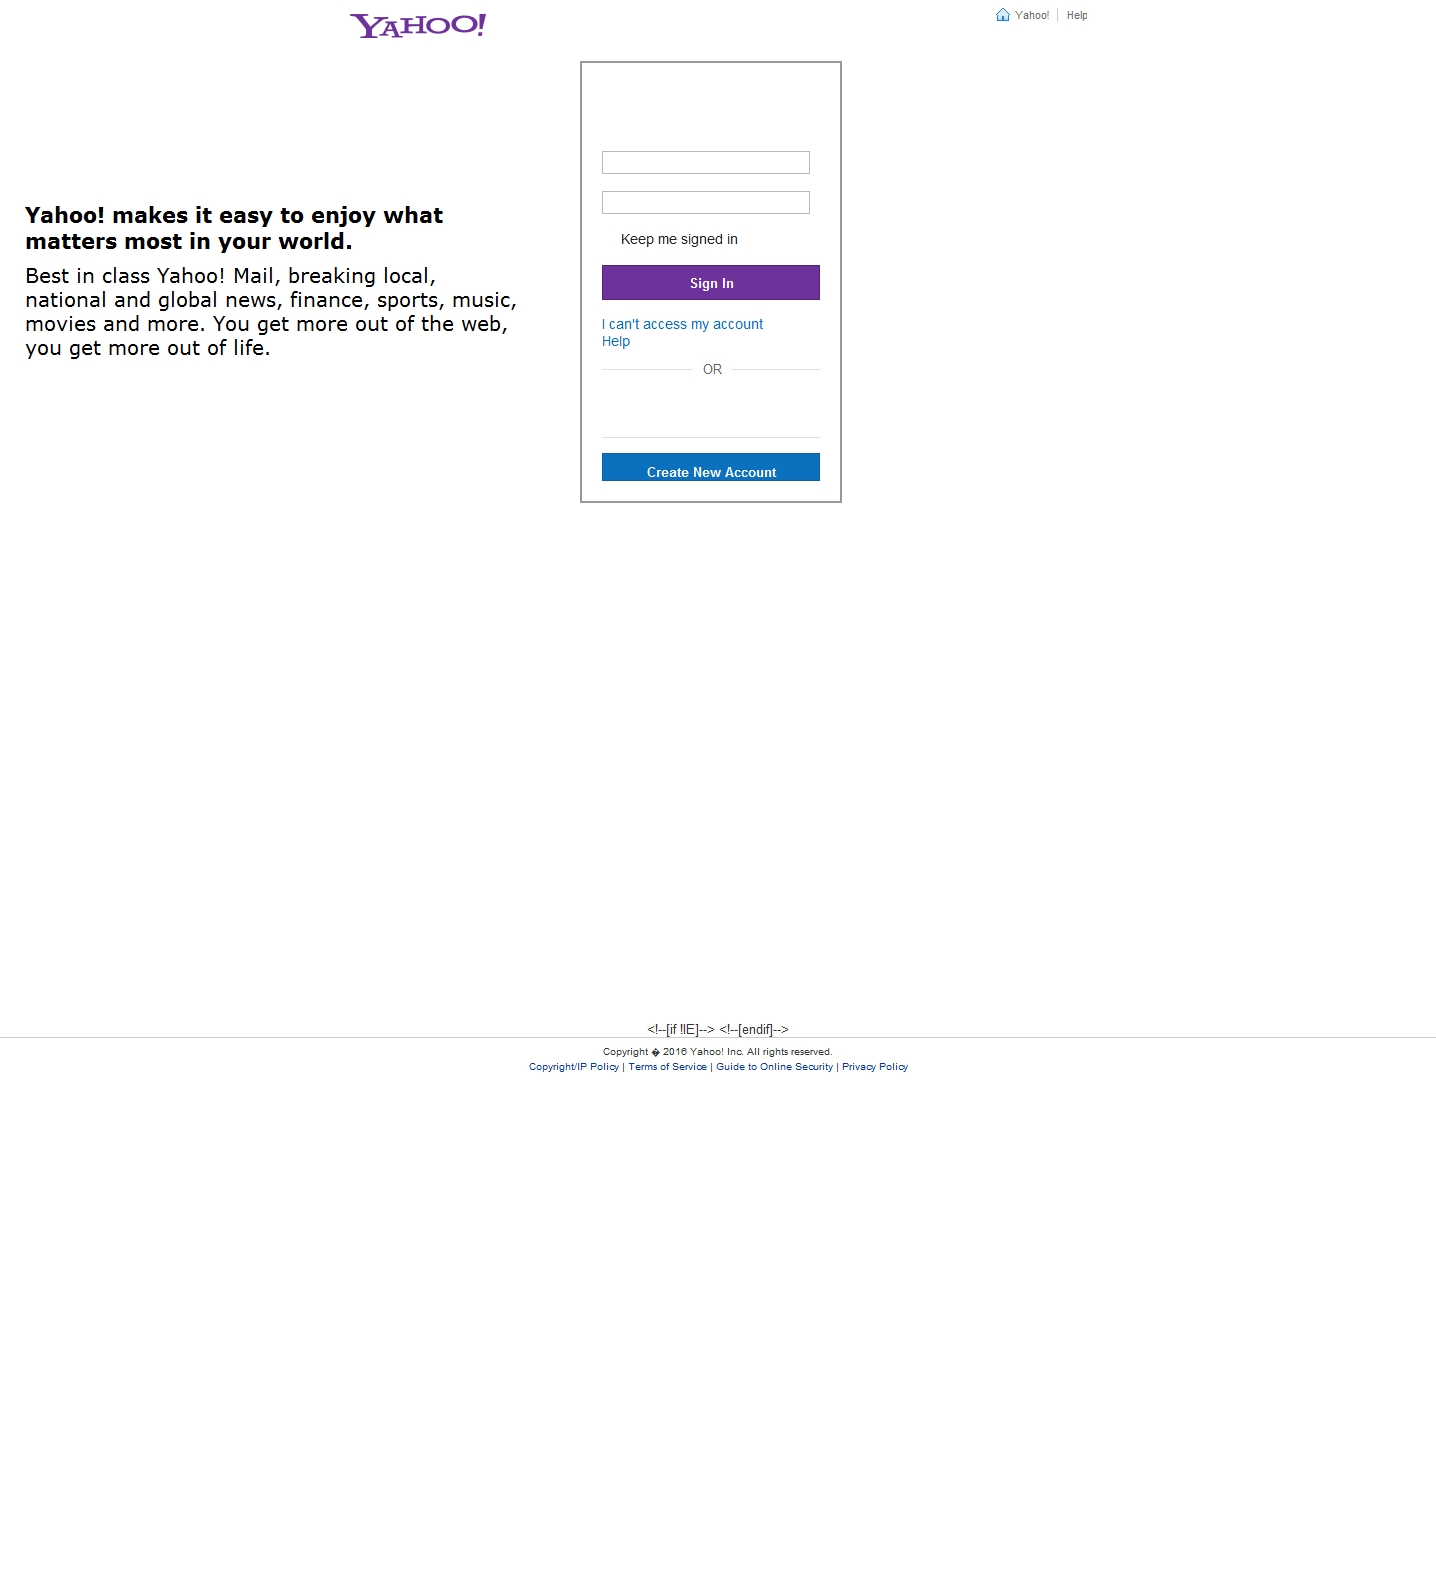 YAHOO!
Yahoo! Help
Yahoo! makes it easy to enjoy what
matters most in your world.
Best in class Yahoo! Mail, breaking local,
national and global news, finance, sports, music,
movies and more. You get more out of the web,
you get more out of life.
Keep me signed in
Sign In
I can't access my account
Help
OR
Create New Account
<!--[if !IE]--> <!--[endif]-->
Copyright � 2016 Yahoo! Inc. All rights reserved.
Copyright/IP Policy | Terms of Service | Guide to Online Security | Privacy Policy